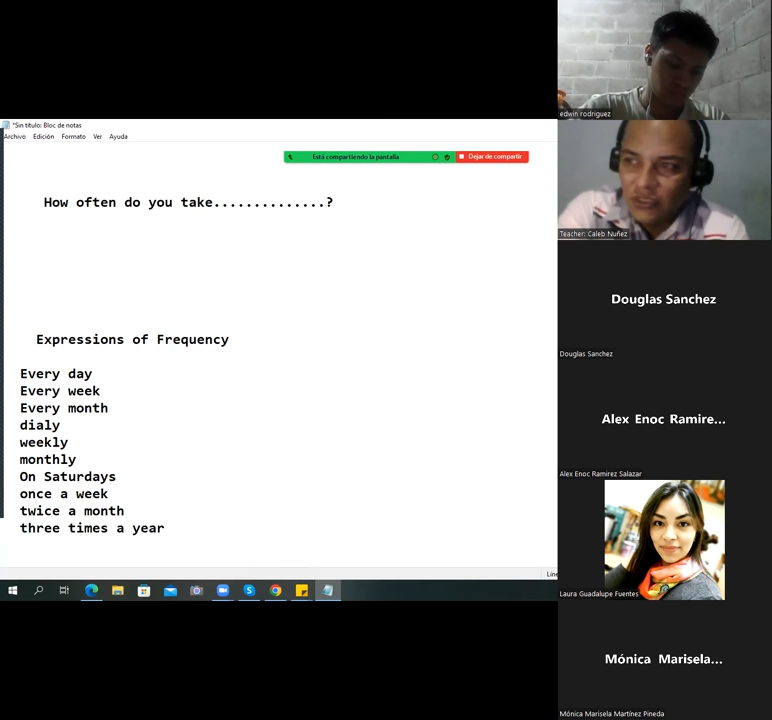 *Sin título: Bloc de notas
Archivo Edición Formato Ver Ayuda
Está compartiendo la pantalla Dejar de compartir
How often do you take..............?
Expressions of Frequency
Every day
Every week
Every month
dialy
weekly
monthly
On Saturdays
once a week
twice a month
three times a year
Líne
edwin rodriguez
Teacher: Caleb Nuñez
Douglas Sanchez
Douglas Sanchez
Alex Enoc Ramire...
Alex Enoc Ramirez Salazar
Laura Guadalupe Fuentes
Mónica Marisela...
Mónica Marisela Martínez Pineda